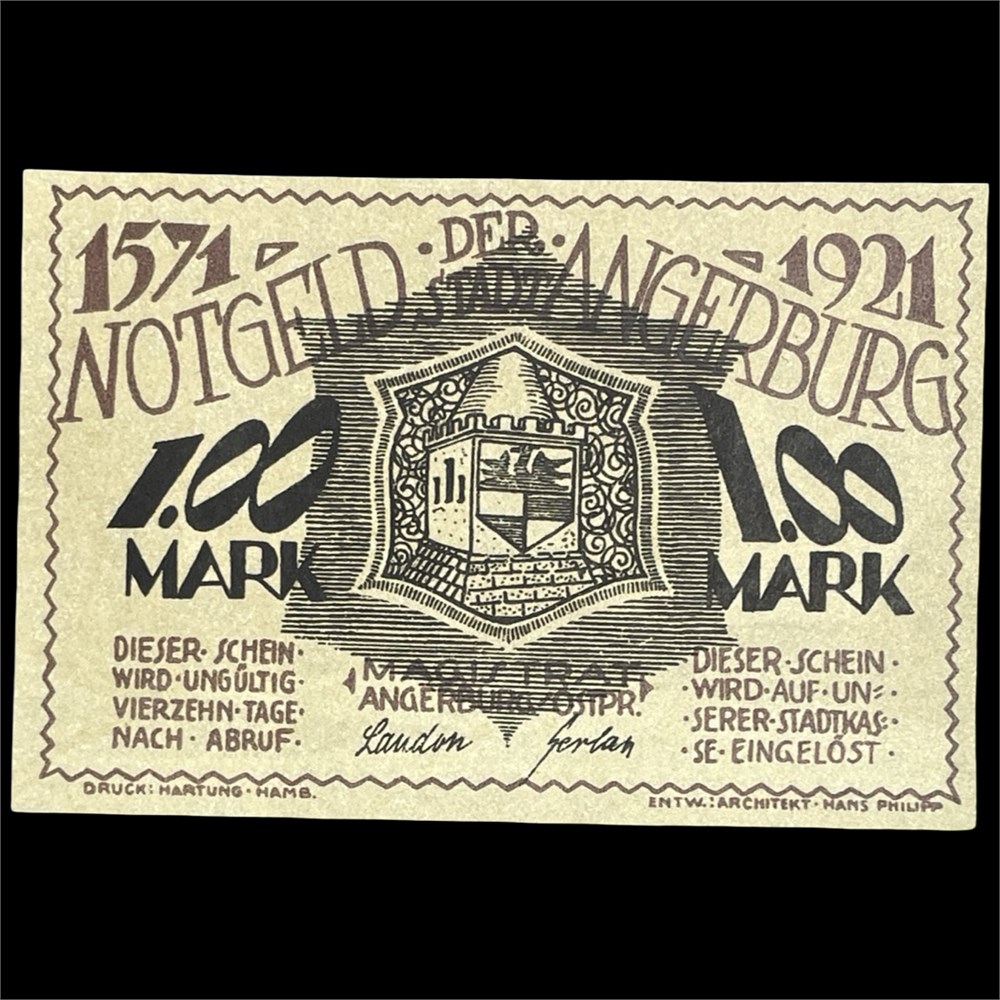 1571 1921
NOTGELD · DER · STADT ANGERBURG
1.00 MARK
1.00 MARK
DIESER · SCHEIN ·
WIRD · UNGÜLTIG ·
VIERZEHN · TAGE ·
NACH · ABRUF ·
MAGISTRAT
ANGERBURG/OSTPR.
Laudon Gerlan
DIESER · SCHEIN ·
· WIRD · AUF · UN=
· SERER · STADTKAS=
· SE · EINGELÖST ·
DRUCK: HARTUNG · HAMB.
ENTW.: ARCHITEKT · HANS PHILIPP